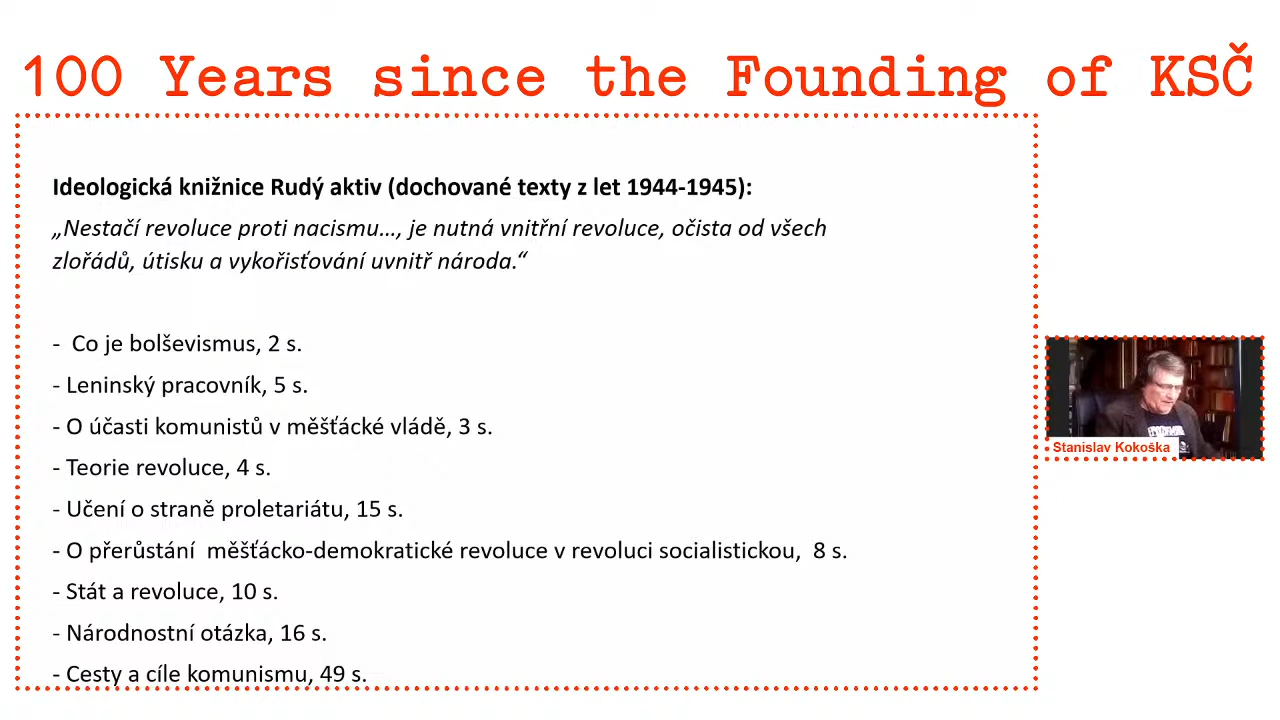 100 Years since the Founding of KSČ
Ideologická knižnice Rudý aktiv (dochované texty z let 1944-1945):
„Nestačí revoluce proti nacismu…, je nutná vnitřní revoluce, očista od všech
zlořádů, útisku a vykořisťování uvnitř národa.“
- Co je bolševismus, 2 s.
- Leninský pracovník, 5 s.
- O účasti komunistů v měšťácké vládě, 3 s.
- Teorie revoluce, 4 s.
- Učení o straně proletariátu, 15 s.
- O přerůstání měšťácko-demokratické revoluce v revoluci socialistickou, 8 s.
- Stát a revoluce, 10 s.
- Národnostní otázka, 16 s.
- Cesty a cíle komunismu, 49 s.
Stanislav Kokoška